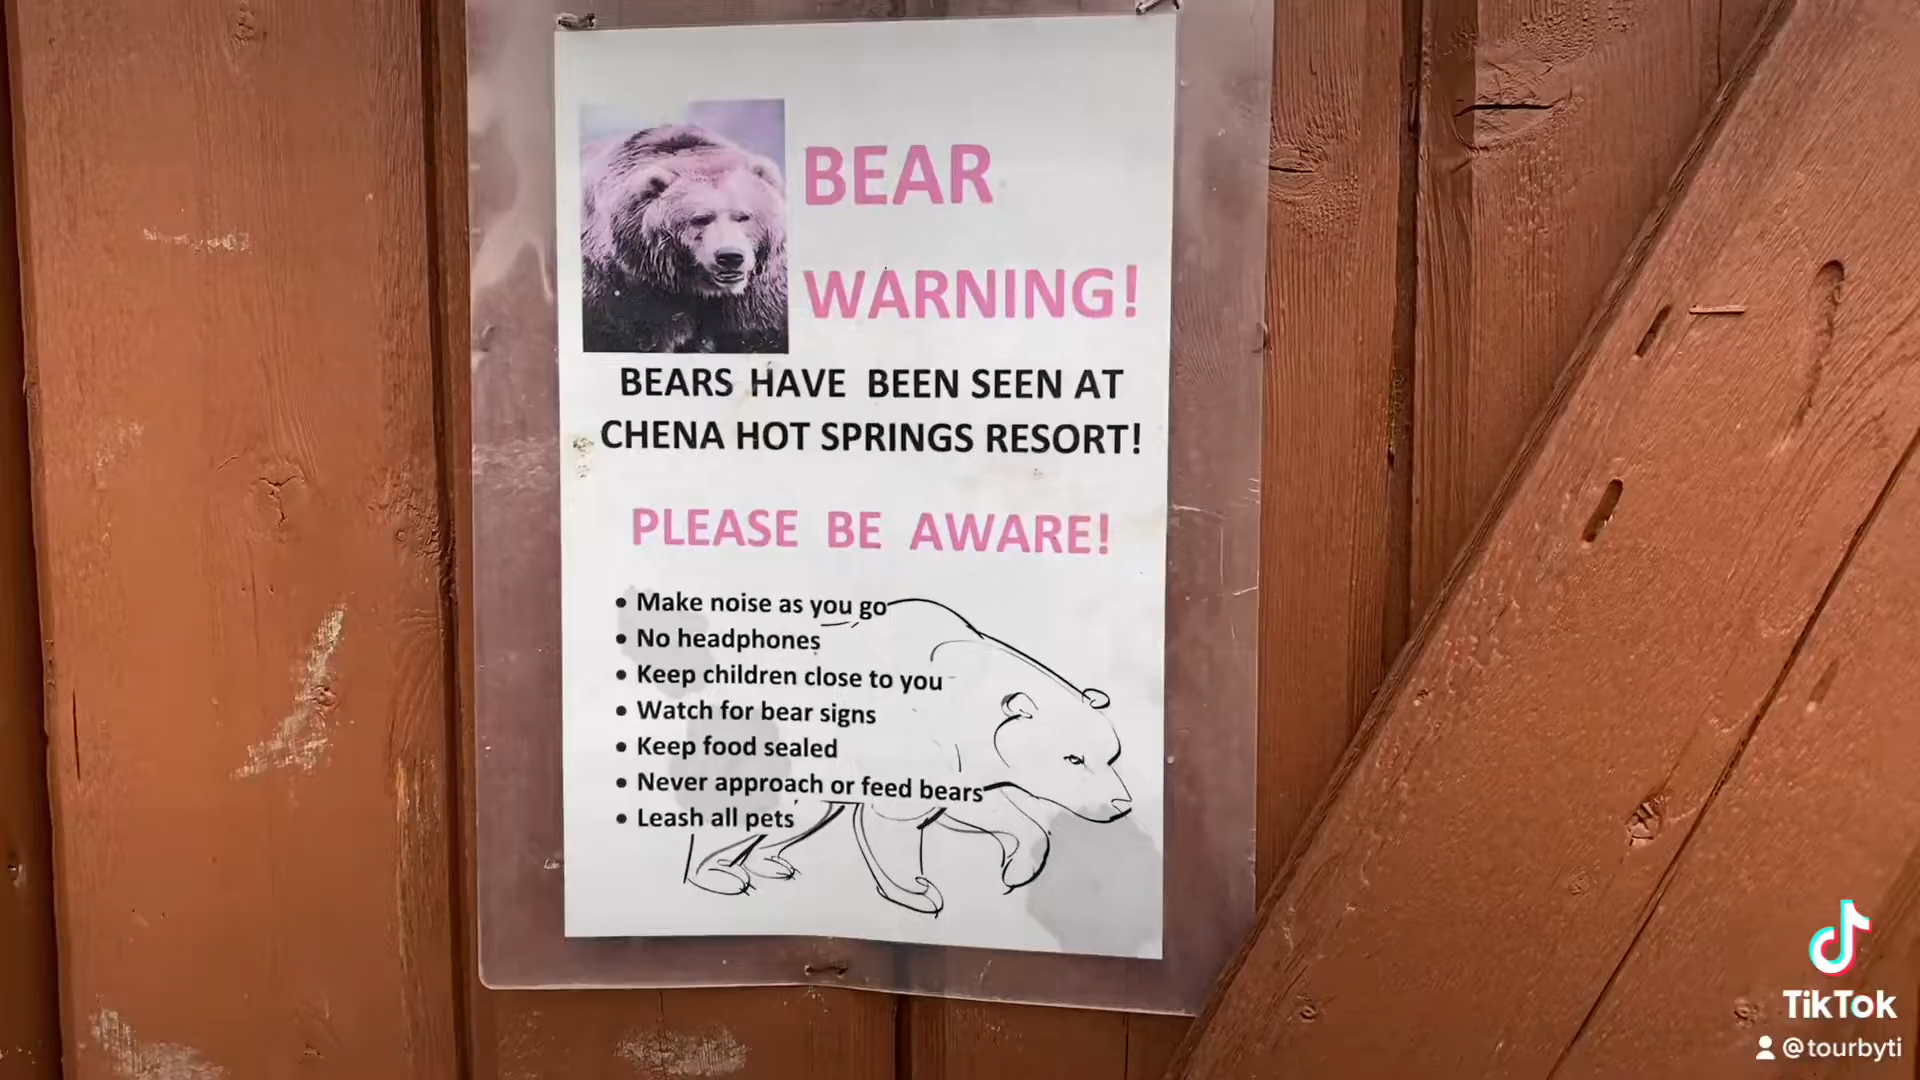 BEAR
WARNING!
BEARS HAVE BEEN SEEN AT
CHENA HOT SPRINGS RESORT!
PLEASE BE AWARE!
• Make noise as you go
• No headphones
• Keep children close to you
• Watch for bear signs
• Keep food sealed
• Never approach or feed bears
• Leash all pets
TikTok
@tourbyti